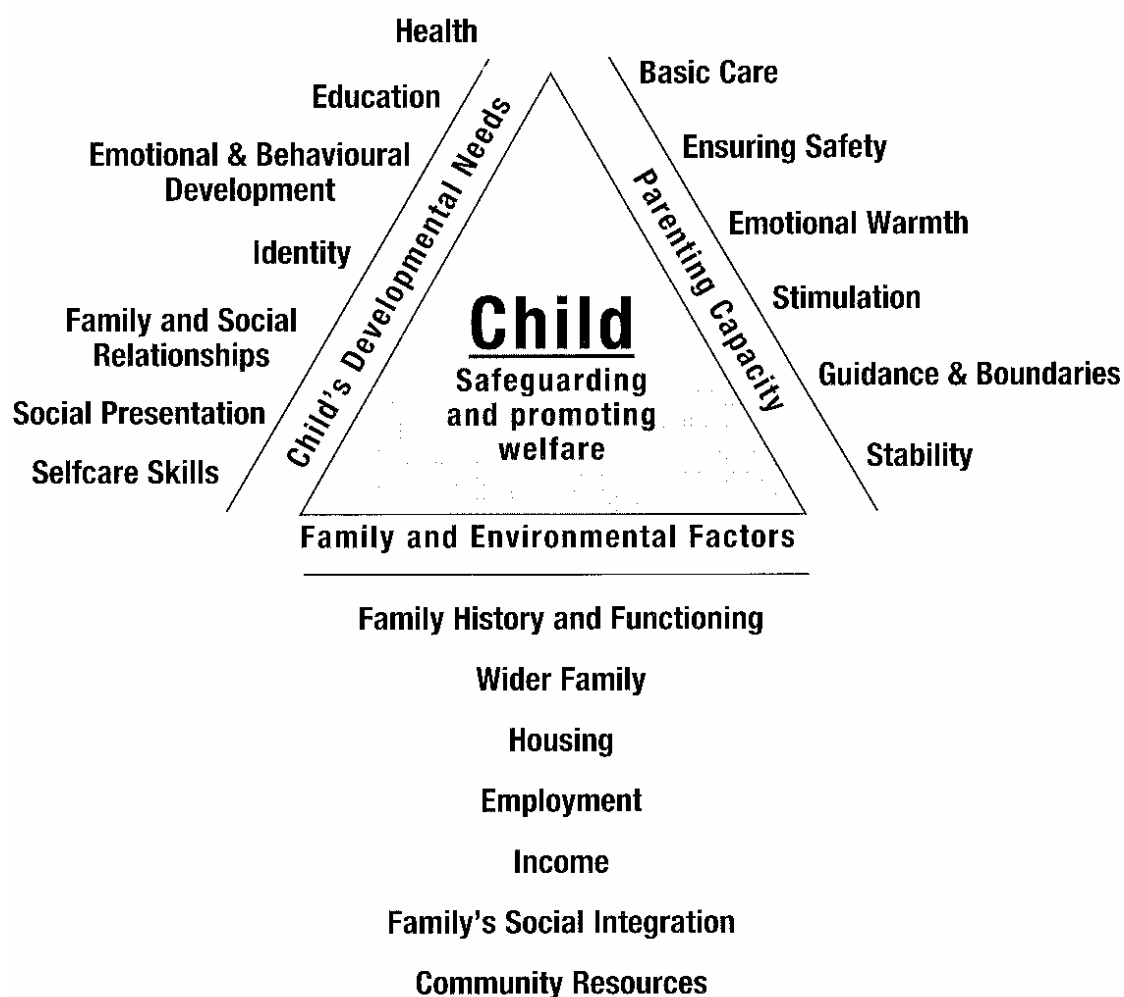 Health
Education
Emotional & Behavioural
Development
Identity
Family and Social
Relationships
Social Presentation
Selfcare Skills
Child's Developmental Needs
Basic Care
Ensuring Safety
Emotional Warmth
Stimulation
Guidance & Boundaries
Stability
Parenting Capacity
Child
Safeguarding
and promoting
welfare
Family and Environmental Factors
Family History and Functioning
Wider Family
Housing
Employment
Income
Family's Social Integration
Community Resources